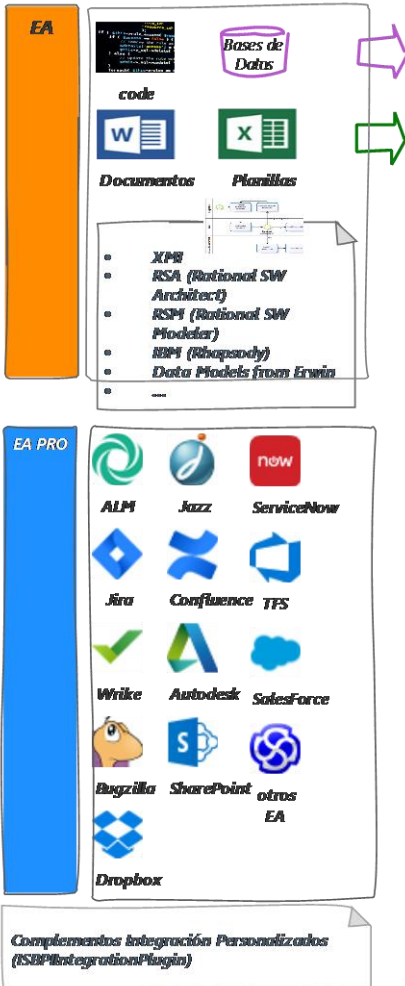 EA
Bases de
Datos
code
W
X
Documentos
Planillas
XMI
RSA (Rational SW
Architect)
RSM (Rational SW
Modeler)
IBM (Rhapsody)
Data Models from Erwin
...
EA PRO
now
ALM
Jazz
ServiceNow
Jira
Confluence
TFS
Wrike
Autodesk
SalesForce
S
Bugzilla
SharePoint
otros
EA
Dropbox
Complementos Integración Personalizados
(ISBPIIntegrationPlugin)